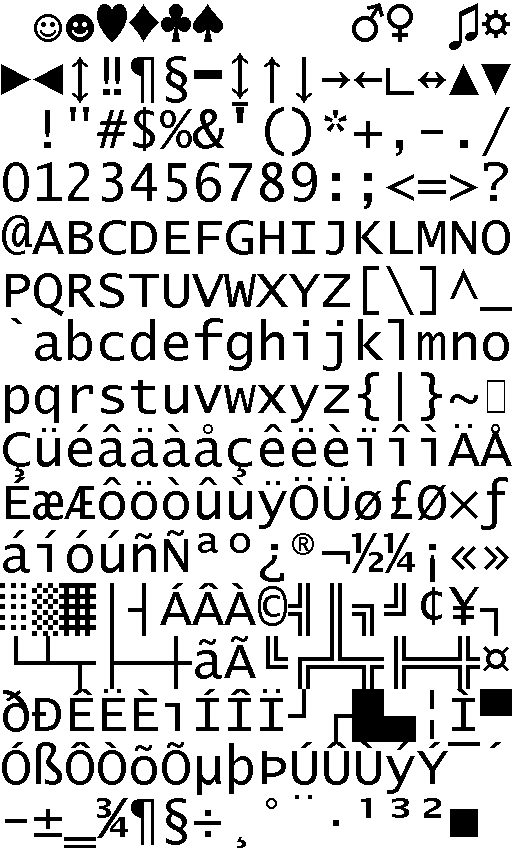 ☺☻♥♦♣♠ ♂♀ ♫☼
►◄↕‼¶§▬↨↑↓→←∟↔▲▼
 !"#$%&'()*+,-./
0123456789:;<=>?
@ABCDEFGHIJKLMNO
PQRSTUVWXYZ[\]^_
`abcdefghijklmno
pqrstuvwxyz{|}~⌂
ÇüéâäàåçêëèïîìÄÅ
ÉæÆôöòûùÿÖÜø£Ø×ƒ
áíóúñÑªº¿®¬½¼¡«»
░▒▓│┤ÁÂÀ©╣║╗╝¢¥┐
└┴┬├─┼ãÃ╚╔╩╦╠═╬¤
ðÐÊËÈıÍÎÏ┘┌█▄¦Ì▀
ÓßÔÒõÕµþÞÚÛÙýÝ¯´
-±‗¾¶§÷¸°¨·¹³²■